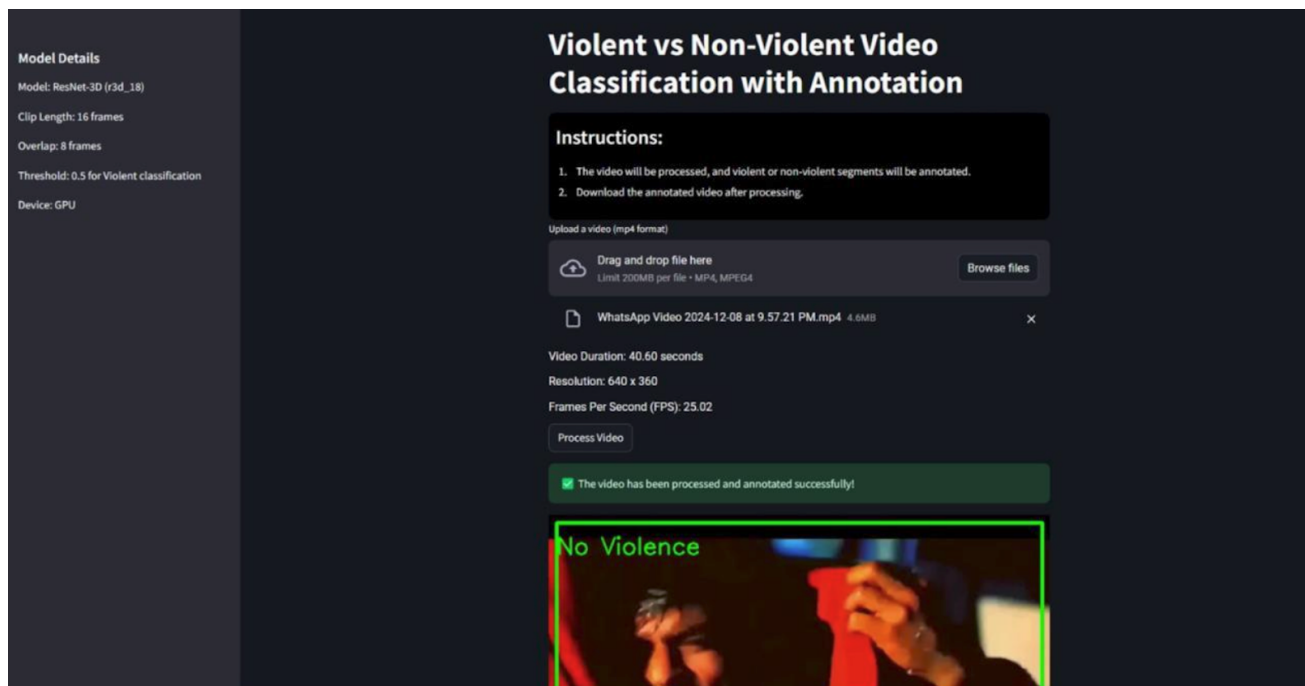 Model Details
Model: ResNet-3D (r3d_18)
Clip Length: 16 frames
Overlap: 8 frames
Threshold: 0.5 for Violent classification
Device: GPU
Violent vs Non-Violent Video
Classification with Annotation
Instructions:
1. The video will be processed, and violent or non-violent segments will be annotated.
2. Download the annotated video after processing.
Upload a video (mp4 format)
Drag and drop file here
Limit 200MB per file • MP4, MPEG4
Browse files
WhatsApp Video 2024-12-08 at 9.57.21 PM.mp4 4.6MB
Video Duration: 40.60 seconds
Resolution: 640 x 360
Frames Per Second (FPS): 25.02
Process Video
The video has been processed and annotated successfully!
No Violence